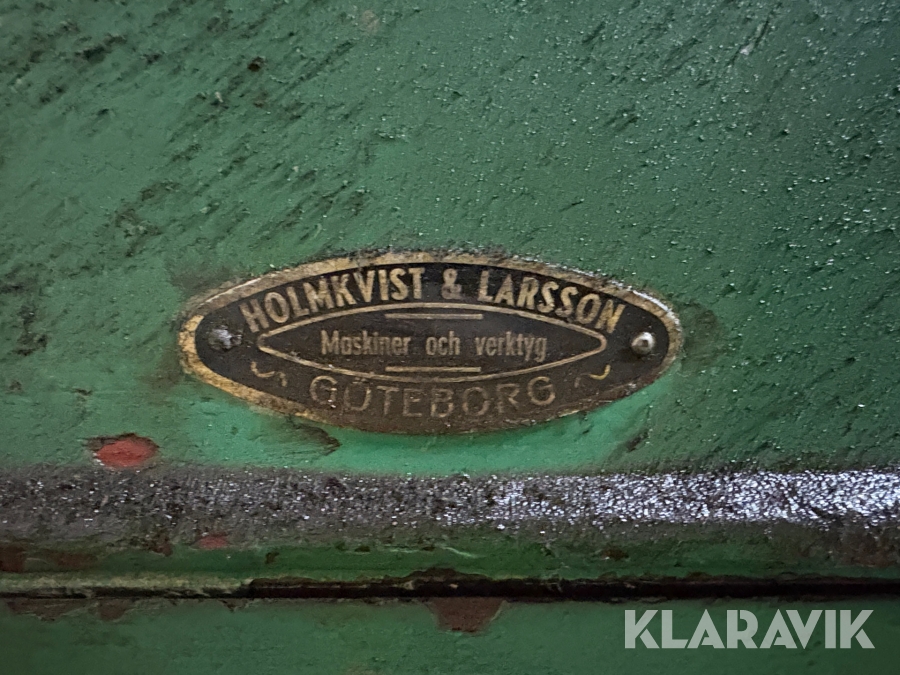 HOLMKVIST & LARSSON
Maskiner och verktyg
GÖTEBORG
KLARAVIK